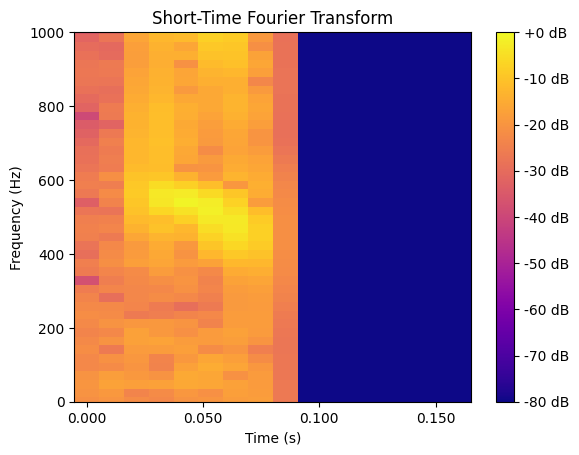 Short-Time Fourier Transform
1000
800
600
400
200
0
Frequency (Hz)
0.000
0.050
0.100
0.150
Time (s)
+0 dB
-10 dB
-20 dB
-30 dB
-40 dB
-50 dB
-60 dB
-70 dB
-80 dB